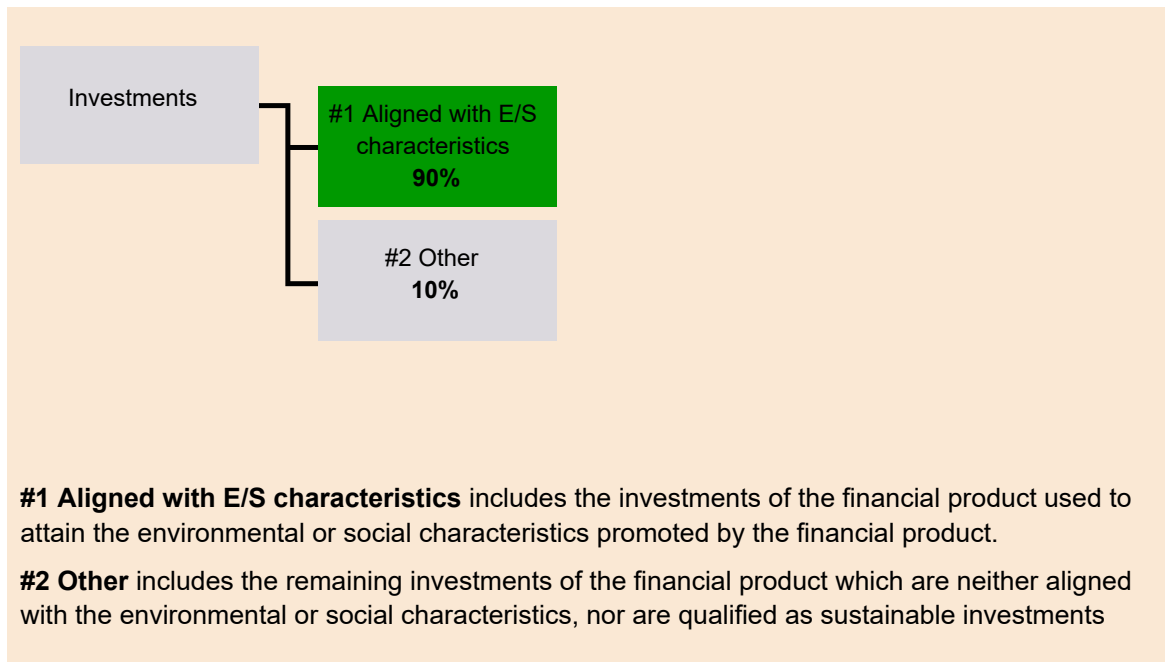 Investments
#1 Aligned with E/S
characteristics
90%
#2 Other
10%
#1 Aligned with E/S characteristics includes the investments of the financial product used to
attain the environmental or social characteristics promoted by the financial product.
#2 Other includes the remaining investments of the financial product which are neither aligned
with the environmental or social characteristics, nor are qualified as sustainable investments